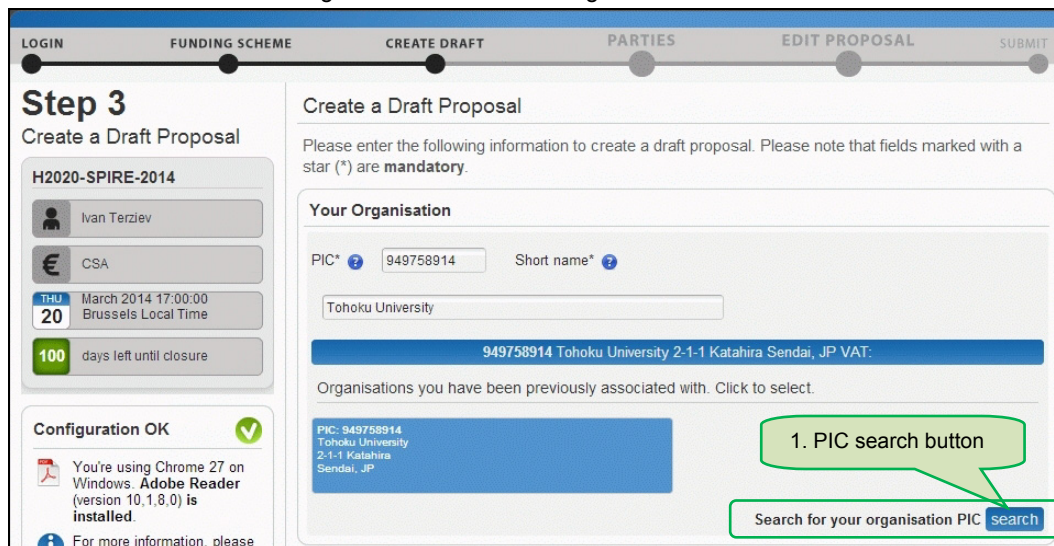 LOGIN FUNDING SCHEME CREATE DRAFT PARTIES EDIT PROPOSAL SUBMIT
Step 3
Create a Draft Proposal
H2020-SPIRE-2014
Ivan Terziev
€ CSA
THU 20 March 2014 17:00:00
Brussels Local Time
100 days left until closure
Configuration OK
You're using Chrome 27 on
Windows. Adobe Reader
(version 10,1,8,0) is
installed.
For more information, please
Create a Draft Proposal
Please enter the following information to create a draft proposal. Please note that fields marked with a
star (*) are mandatory.
Your Organisation
PIC* ? 949758914 Short name* ?
Tohoku University
949758914 Tohoku University 2-1-1 Katahira Sendai, JP VAT:
Organisations you have been previously associated with. Click to select.
PIC: 949758914
Tohoku University
2-1-1 Katahira
Sendai, JP
1. PIC search button
Search for your organisation PIC search